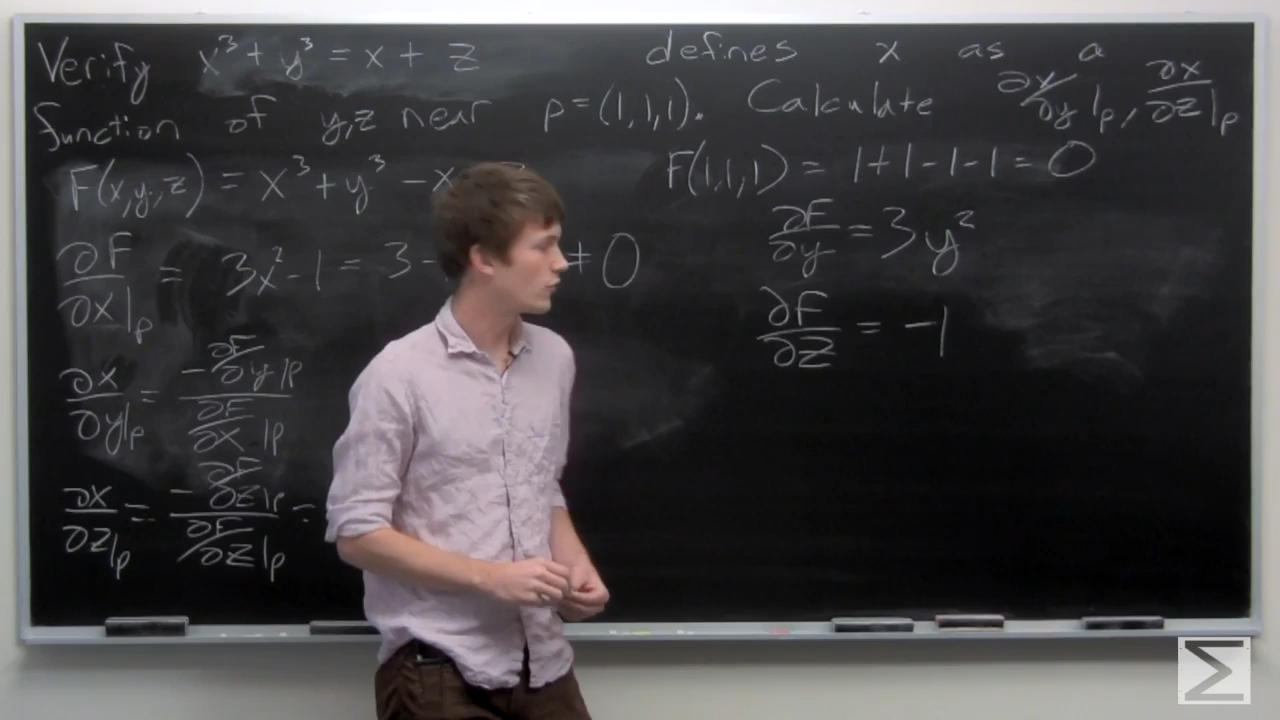 Verify x³ + y³ = x + z defines x as a
function of y,z near p = (1,1,1). Calculate ∂x/∂y|p, ∂x/∂z|p
F(x,y,z) = x³ + y³ - x
F(1,1,1) = 1+1-1-1 = 0
∂F/∂x|p = 3x² - 1 = 3 - ≠ 0
∂F/∂y = 3y²
∂F/∂z = -1
∂x/∂y|p = -∂F/∂y|p / ∂F/∂x|p
∂x/∂z|p = -∂F/∂z|p / ∂F/∂z|p =
Σ